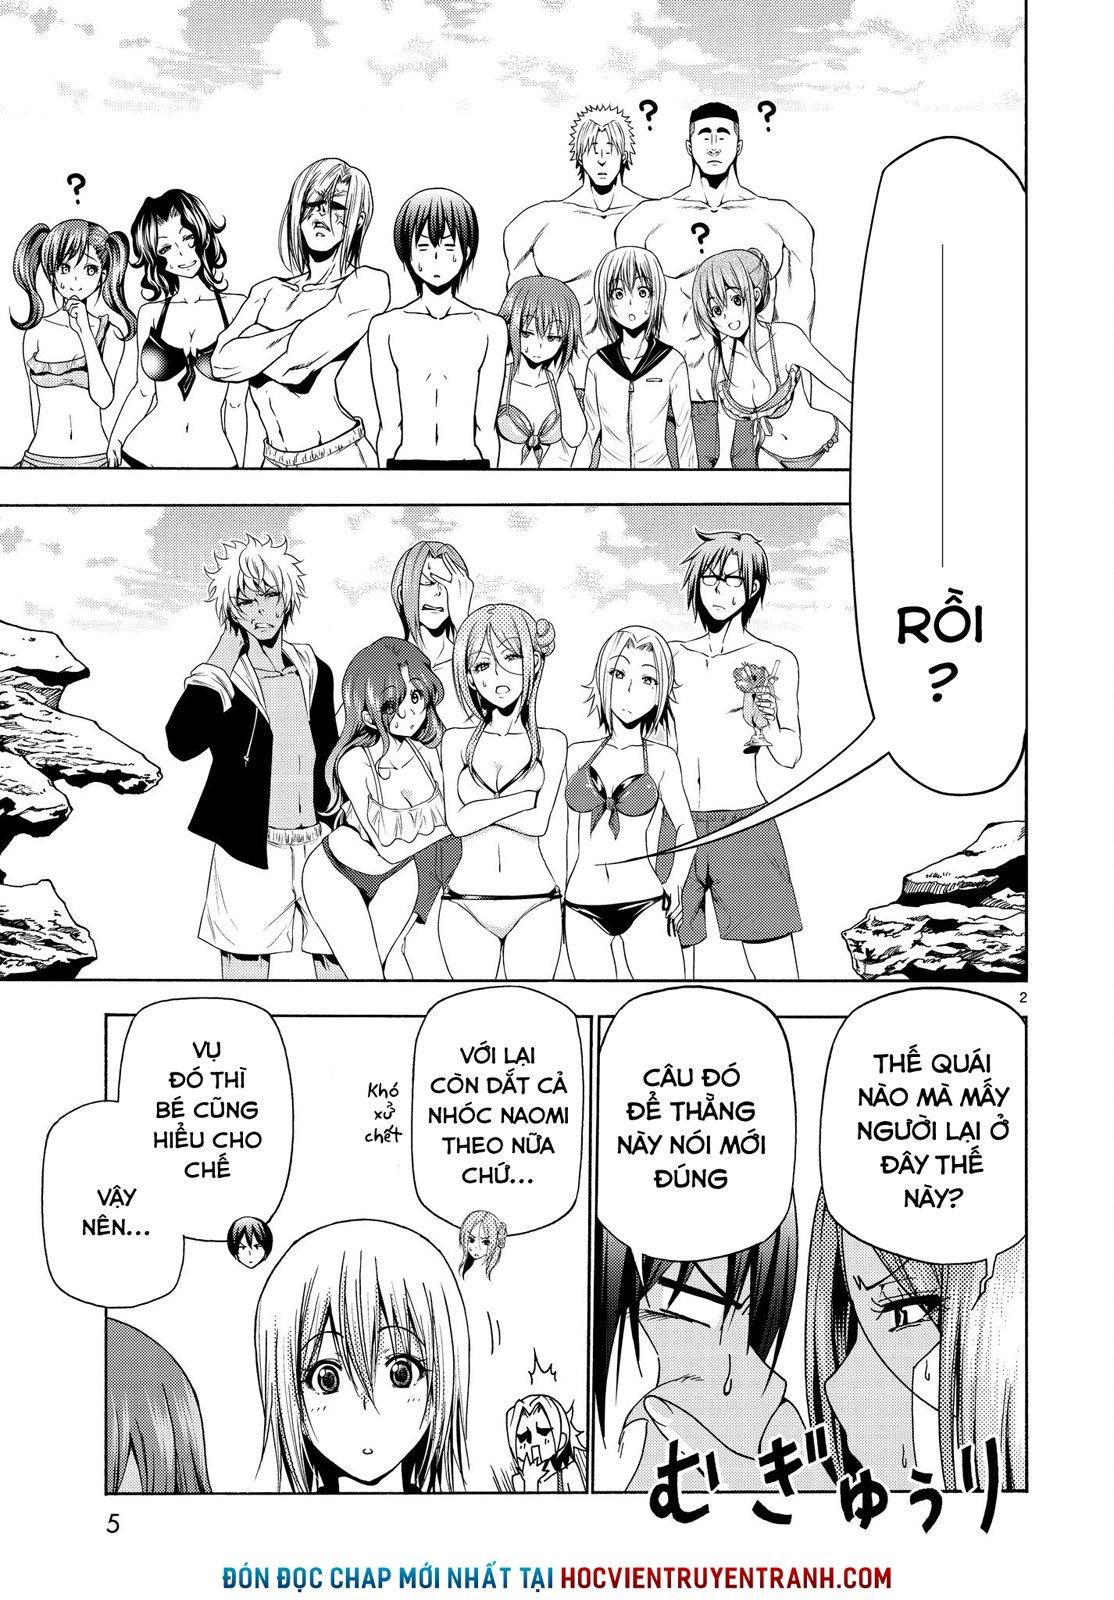 ?
?
?
?
RỒI
?
2
THẾ QUÁI
NÀO MÀ MẤY
NGƯỜI LẠI Ở
ĐÂY THẾ
NÀY?
CÂU ĐÓ
ĐỂ THẰNG
NÀY NÓI MỚI
ĐÚNG
むぎゅうり
VỚI LẠI
CÒN DẮT CẢ
NHÓC NAOMI
THEO NỮA
CHỨ...
Khó
xử
chết
VỤ
ĐÓ THÌ
BÉ CŨNG
HIỂU CHO
CHẾ
VẬY
NÊN...
5
ĐÓN ĐỌC CHAP MỚI NHẤT TẠI HOCVIENTRUYENTRANH.COM